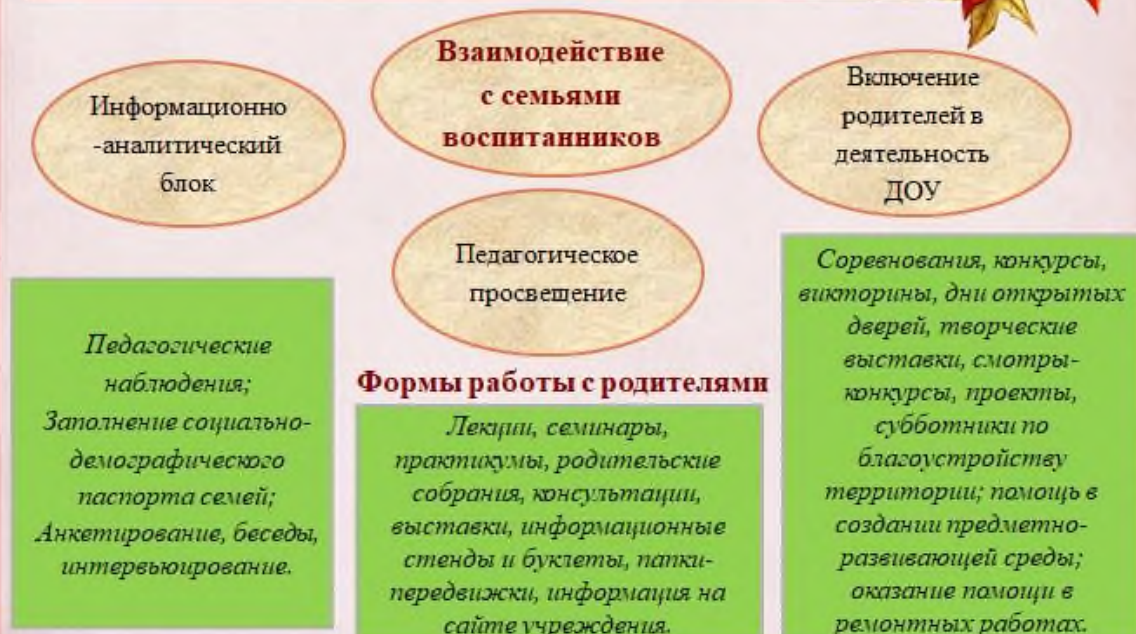 Взаимодействие
с семьями
воспитанников
Информационно
-аналитический
блок
Включение
родителей в
деятельность
ДОУ
Педагогическое
просвещение
Формы работы с родителями
Педагогические
наблюдения;
Заполнение социально-
демографического
паспорта семей;
Анкетирование, беседы,
интервьюирование.
Лекции, семинары,
практикумы, родительские
собрания, консультации,
выставки, информационные
стенды и буклеты, папки-
передвижки, информация на
сайте учреждения.
Соревнования, конкурсы,
викторины, дни открытых
дверей, творческие
выставки, смотры-
конкурсы, проекты,
субботники по
благоустройству
территории; помощь в
создании предметно-
развивающей среды;
оказание помощи в
ремонтных работах.